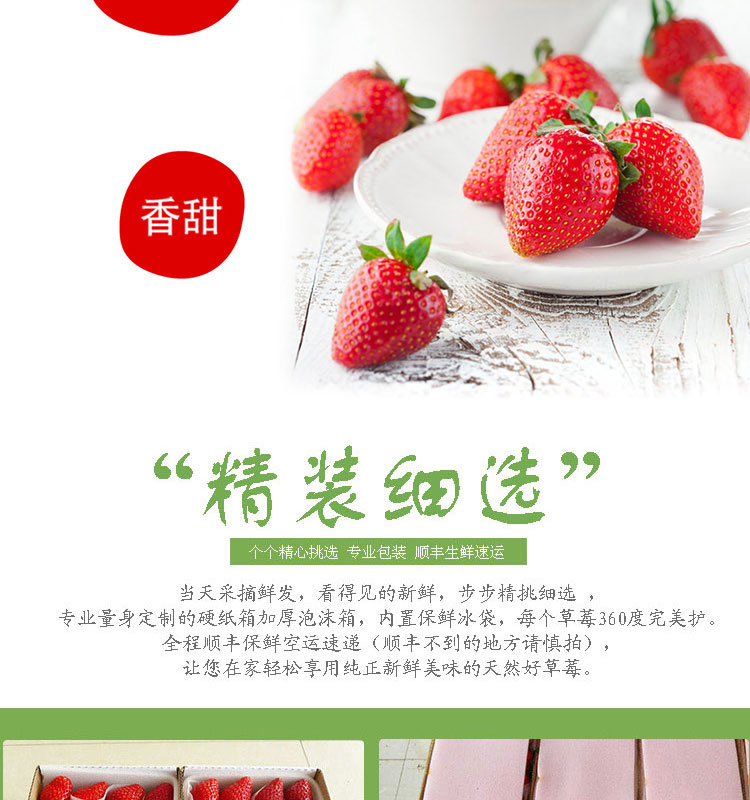 香甜
“精装细选”
个个精心挑选 专业包装 顺丰生鲜速运
当天采摘鲜发，看得见的新鲜，步步精挑细选 ，
专业量身定制的硬纸箱加厚泡沫箱，内置保鲜冰袋，每个草莓360度完美护。
全程顺丰保鲜空运速递（顺丰不到的地方请慎拍），
让您在家轻松享用纯正新鲜美味的天然好草莓。